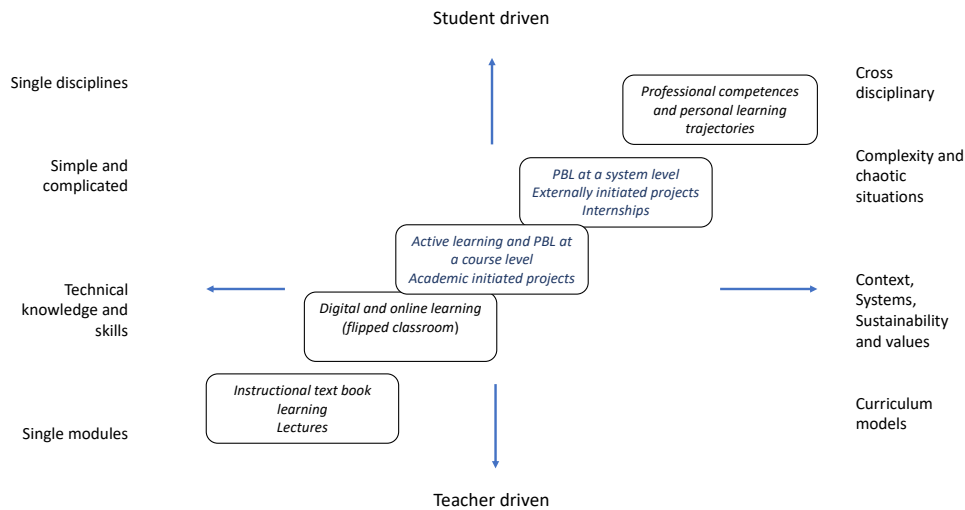 Student driven
Single disciplines
Cross
disciplinary
Professional competences
and personal learning
trajectories
Simple and
complicated
Complexity and
chaotic
situations
PBL at a system level
Externally initiated projects
Internships
Active learning and PBL at
a course level
Academic initiated projects
Technical
knowledge and
skills
Context,
Systems,
Sustainability
and values
Digital and online learning
(flipped classroom)
Instructional text book
learning
Lectures
Single modules
Curriculum
models
Teacher driven